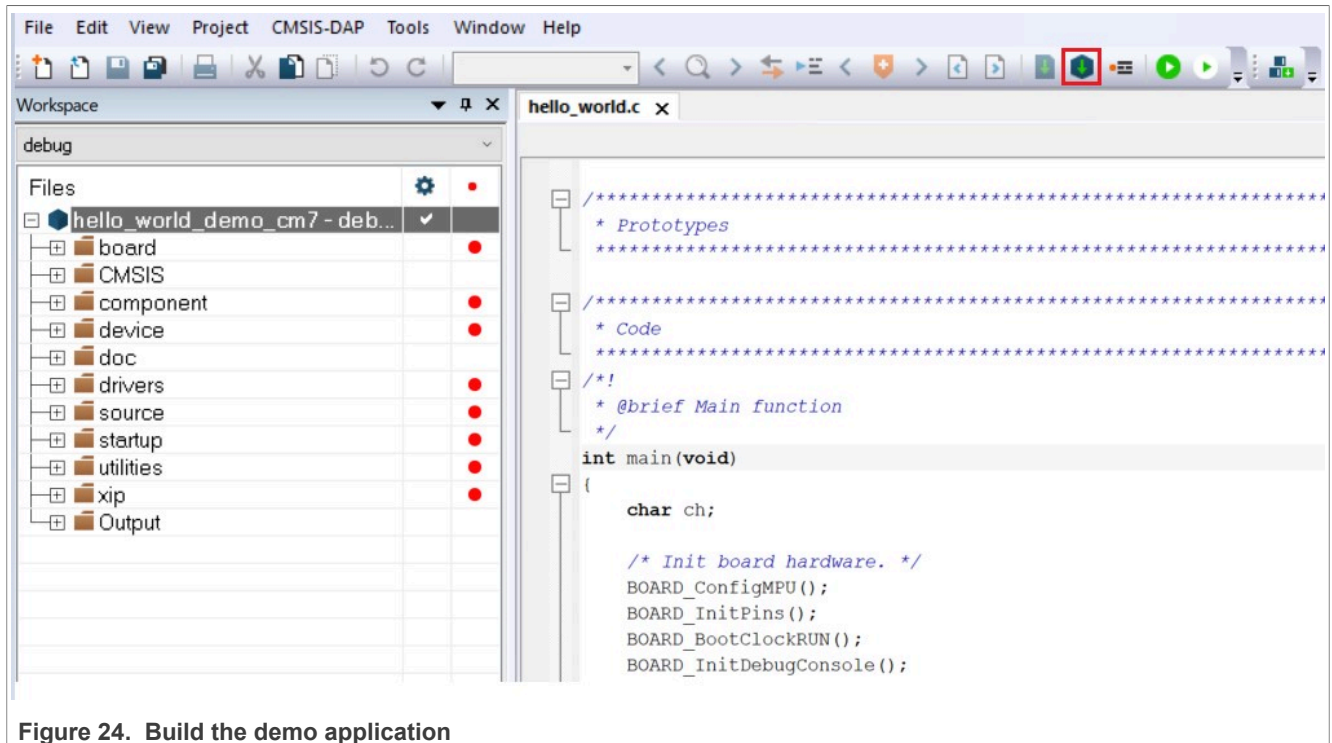 File Edit View Project CMSIS-DAP Tools Window Help
Workspace
hello_world.c
debug
Files
hello_world_demo_cm7 - deb...
board
CMSIS
component
device
doc
drivers
source
startup
utilities
xip
Output
/*******************************************************************
* Prototypes
*******************************************************************
/*******************************************************************
* Code
*******************************************************************
/*!
* @brief Main function
*/
int main(void)
{
char ch;
/* Init board hardware. */
BOARD_ConfigMPU();
BOARD_InitPins();
BOARD_BootClockRUN();
BOARD_InitDebugConsole();
Figure 24. Build the demo application